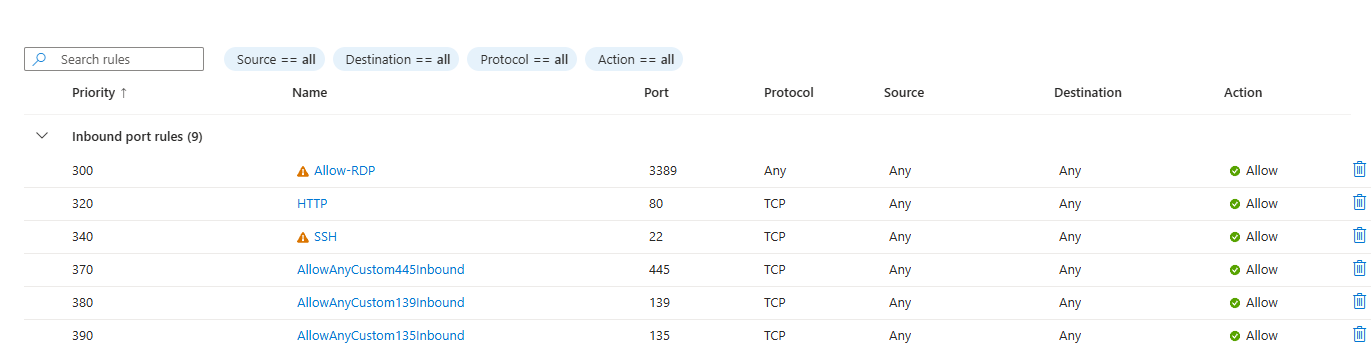 Search rules Source == all Destination == all Protocol == all Action == all
Priority ↑ Name Port Protocol Source Destination Action
Inbound port rules (9)
300 Allow-RDP 3389 Any Any Any Allow
320 HTTP 80 TCP Any Any Allow
340 SSH 22 TCP Any Any Allow
370 AllowAnyCustom445Inbound 445 TCP Any Any Allow
380 AllowAnyCustom139Inbound 139 TCP Any Any Allow
390 AllowAnyCustom135Inbound 135 TCP Any Any Allow